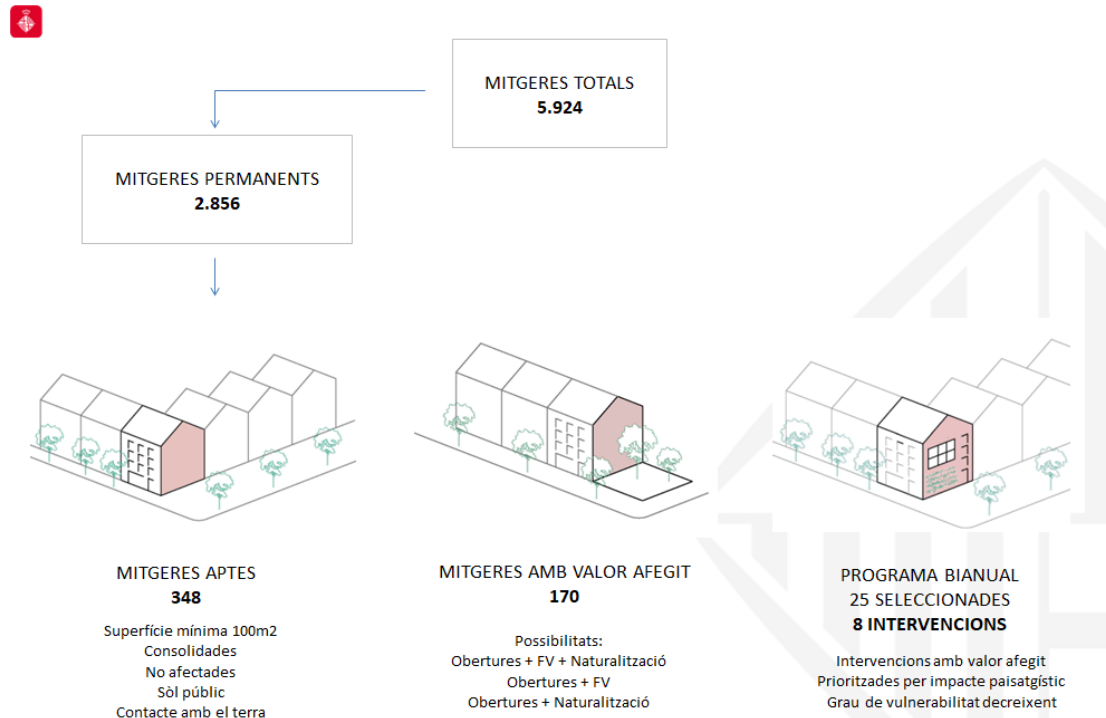 MITGERES TOTALS
5.924
MITGERES PERMANENTS
2.856
MITGERES APTES
348
Superfície mínima 100m2
Consolidades
No afectades
Sòl públic
Contacte amb el terra
MITGERES AMB VALOR AFEGIT
170
Possibilitats:
Obertures + FV + Naturalització
Obertures + FV
Obertures + Naturalització
PROGRAMA BIANUAL
25 SELECCIONADES
8 INTERVENCIONS
Intervencions amb valor afegit
Prioritzades per impacte paisatgístic
Grau de vulnerabilitat decreixent